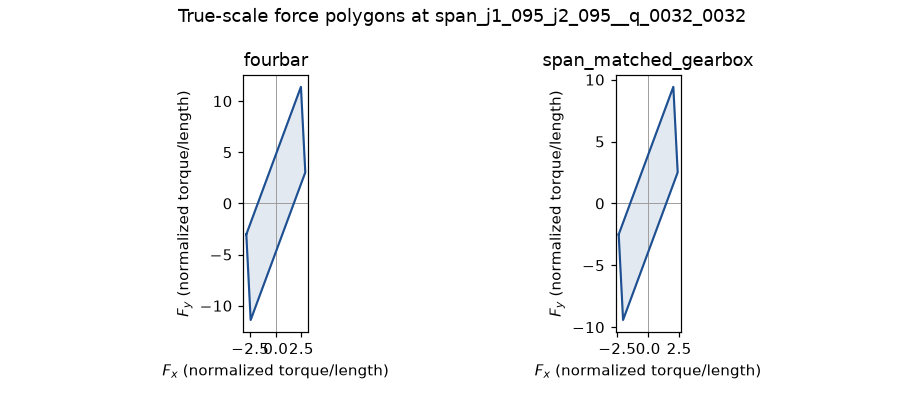 True-scale force polygons at span_j1_095_j2_095__q_0032_0032
fourbar
span_matched_gearbox
F_y (normalized torque/length)
10
5
0
−5
−10
−2.5 0.0 2.5
F_x (normalized torque/length)
F_y (normalized torque/length)
10
5
0
−5
−10
−2.5 0.0 2.5
F_x (normalized torque/length)